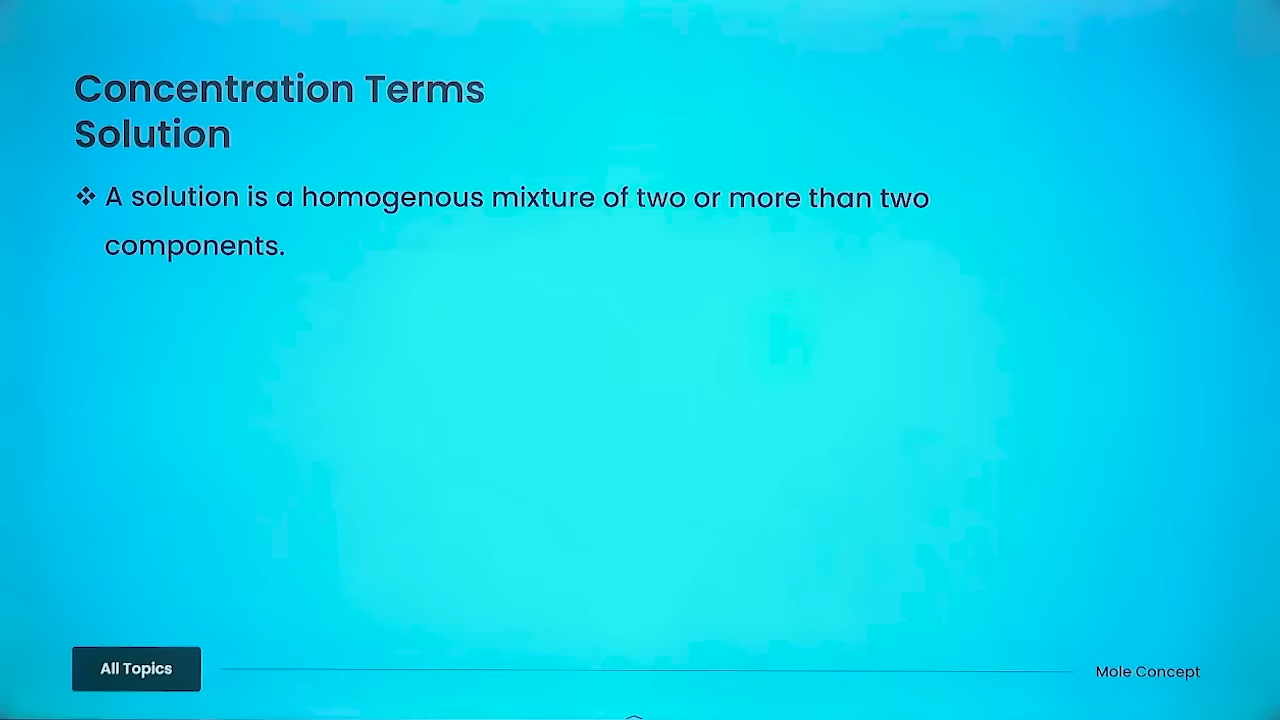 Concentration Terms
Solution
❖ A solution is a homogenous mixture of two or more than two
components.
All Topics
Mole Concept